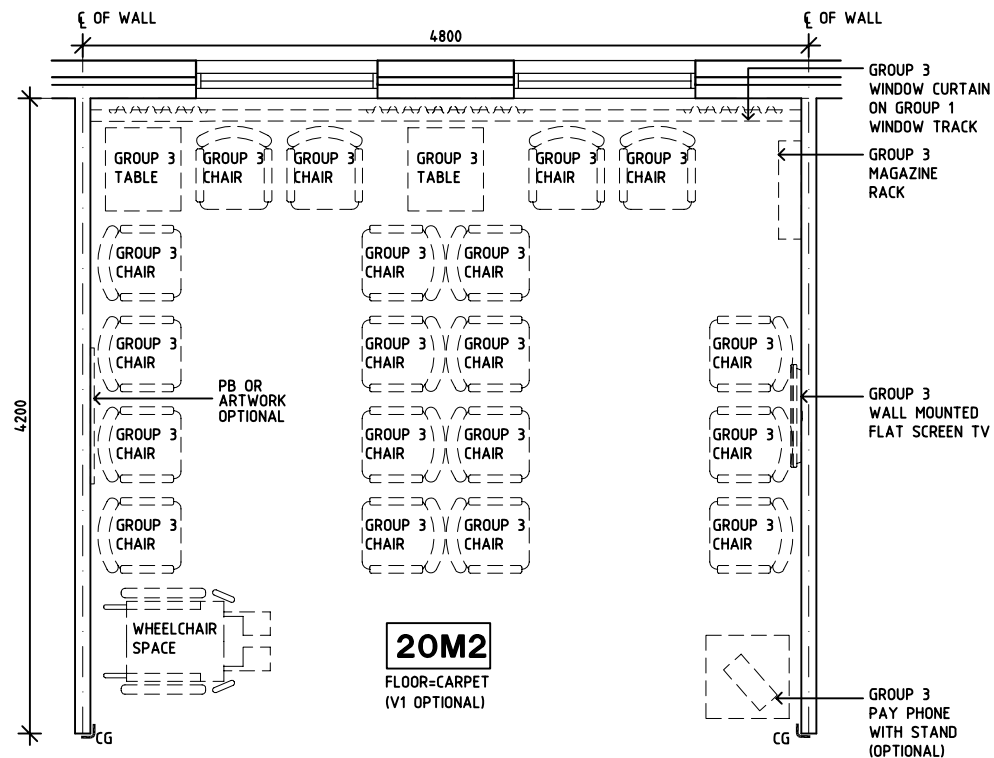 ℄ OF WALL
℄ OF WALL
4800
GROUP 3
WINDOW CURTAIN
ON GROUP 1
WINDOW TRACK
GROUP 3
TABLE
GROUP 3
CHAIR
GROUP 3
CHAIR
GROUP 3
TABLE
GROUP 3
CHAIR
GROUP 3
CHAIR
GROUP 3
MAGAZINE
RACK
GROUP 3
CHAIR
GROUP 3
CHAIR
GROUP 3
CHAIR
GROUP 3
CHAIR
GROUP 3
CHAIR
GROUP 3
CHAIR
GROUP 3
CHAIR
4200
PB OR
ARTWORK
OPTIONAL
GROUP 3
WALL MOUNTED
FLAT SCREEN TV
GROUP 3
CHAIR
GROUP 3
CHAIR
GROUP 3
CHAIR
GROUP 3
CHAIR
GROUP 3
CHAIR
GROUP 3
CHAIR
GROUP 3
CHAIR
GROUP 3
CHAIR
WHEELCHAIR
SPACE
20M2
FLOOR=CARPET
(V1 OPTIONAL)
GROUP 3
PAY PHONE
WITH STAND
(OPTIONAL)
CG
CG